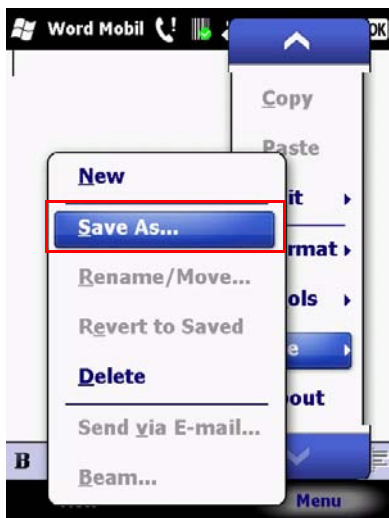 Word Mobil
OK
Copy
Paste
New
it
Save As...
rmat
Rename/Move...
ols
Revert to Saved
e
Delete
out
Send via E-mail...
B
Beam...
Menu